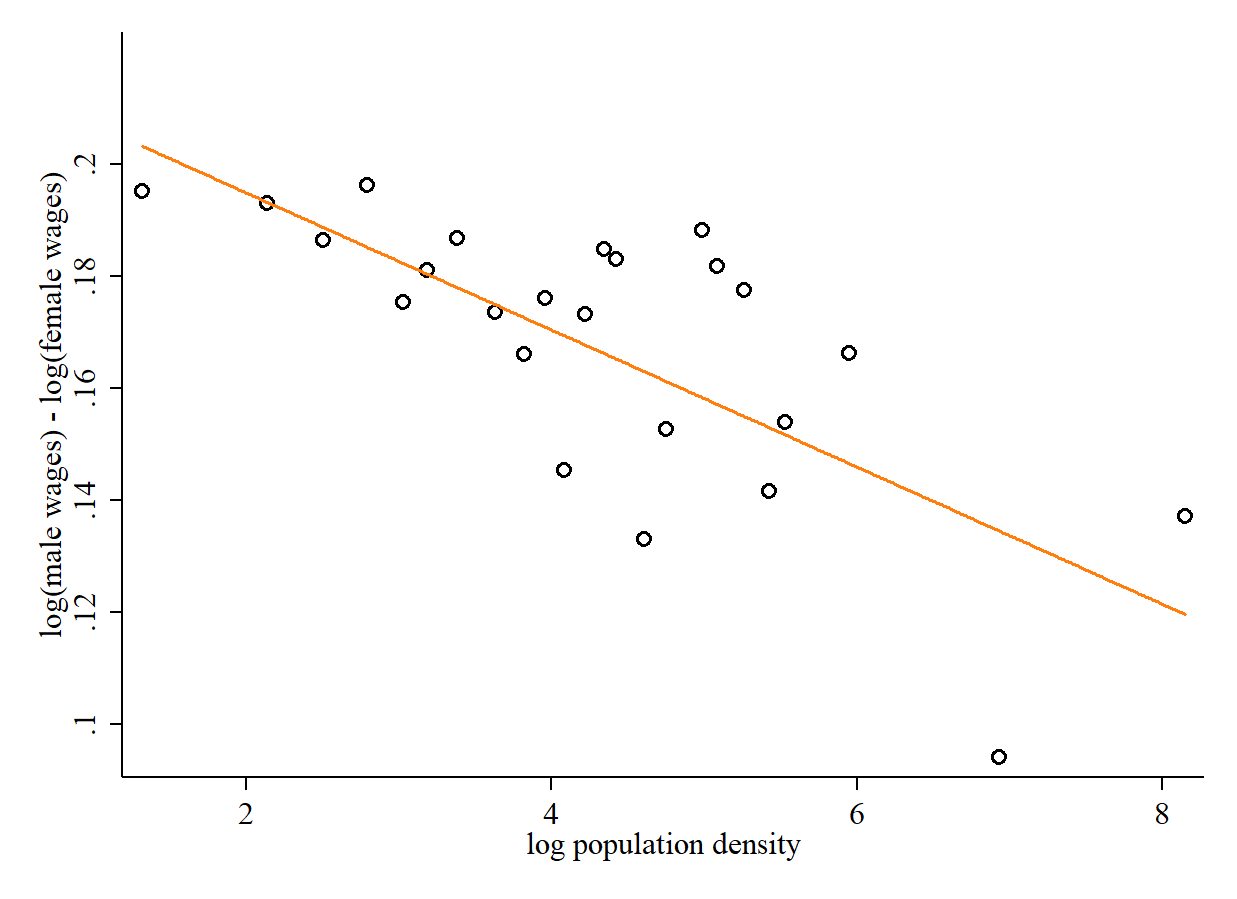 log(male wages) - log(female wages)
.2
.18
.16
.14
.12
.1
2 4 6 8
log population density